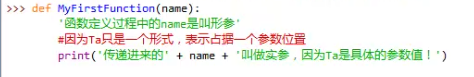 >>> def MyFirstFunction(name):
'函数定义过程中的name是叫形参'
#因为Ta只是一个形式，表示占据一个参数位置
print('传递进来的' + name + '叫做实参，因为Ta是具体的参数值！')